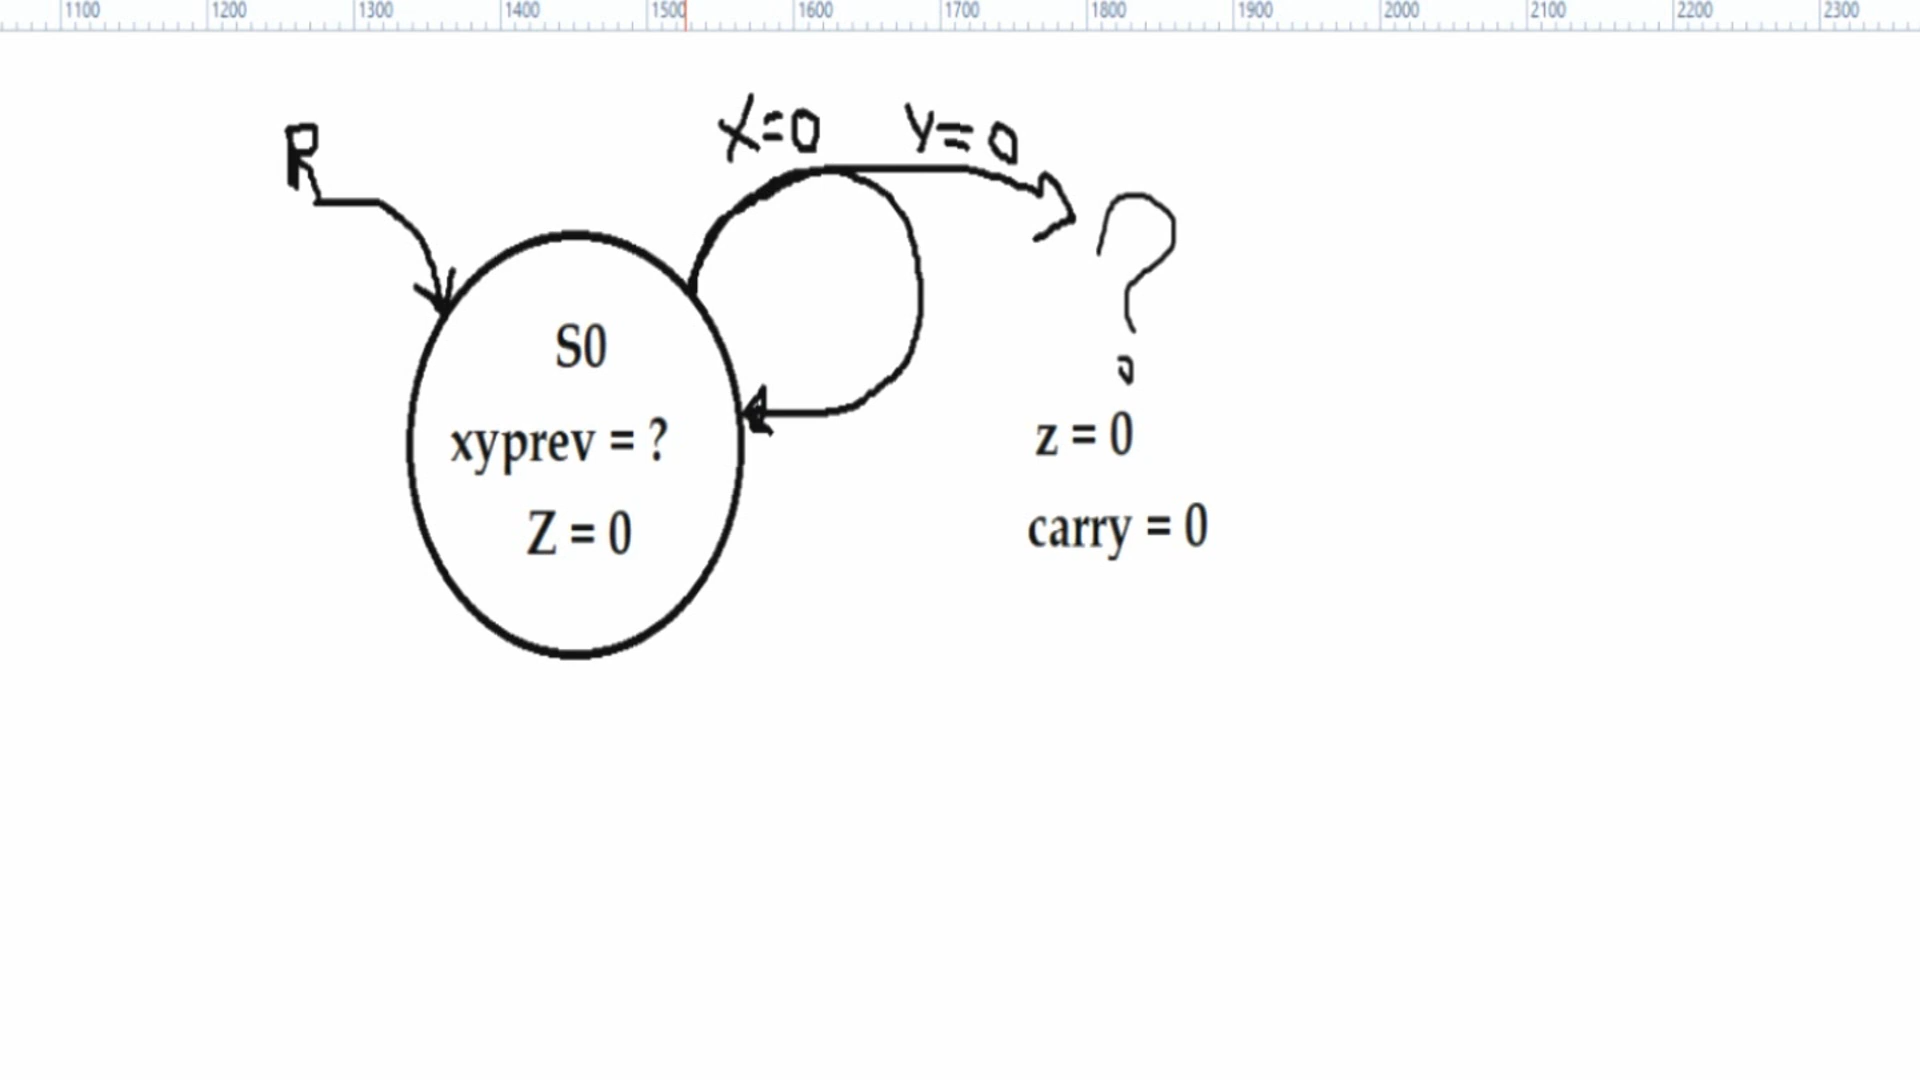 1100 1200 1300 1400 1500 1600 1700 1800 1900 2000 2100 2200 2300
X=0 Y=0
R
?
S0
xyprev = ?
z = 0
Z = 0
carry = 0